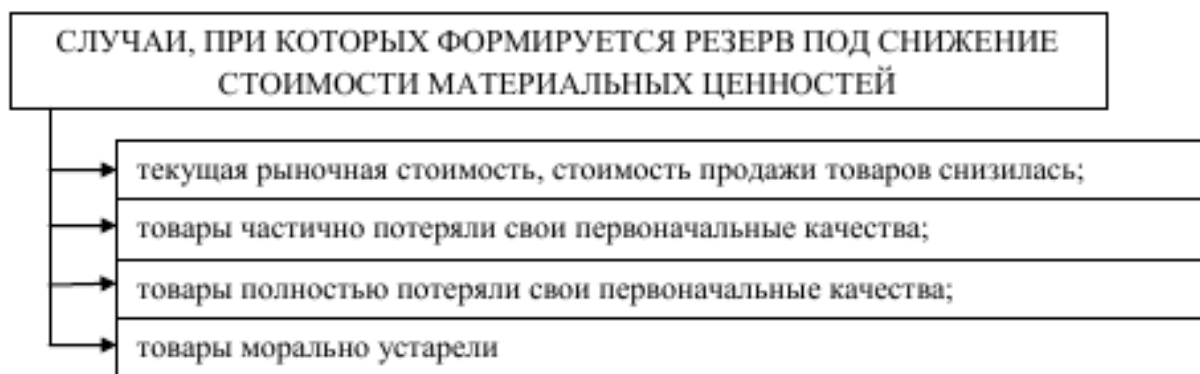 СЛУЧАИ, ПРИ КОТОРЫХ ФОРМИРУЕТСЯ РЕЗЕРВ ПОД СНИЖЕНИЕ
СТОИМОСТИ МАТЕРИАЛЬНЫХ ЦЕННОСТЕЙ
текущая рыночная стоимость, стоимость продажи товаров снизилась;
товары частично потеряли свои первоначальные качества;
товары полностью потеряли свои первоначальные качества;
товары морально устарели